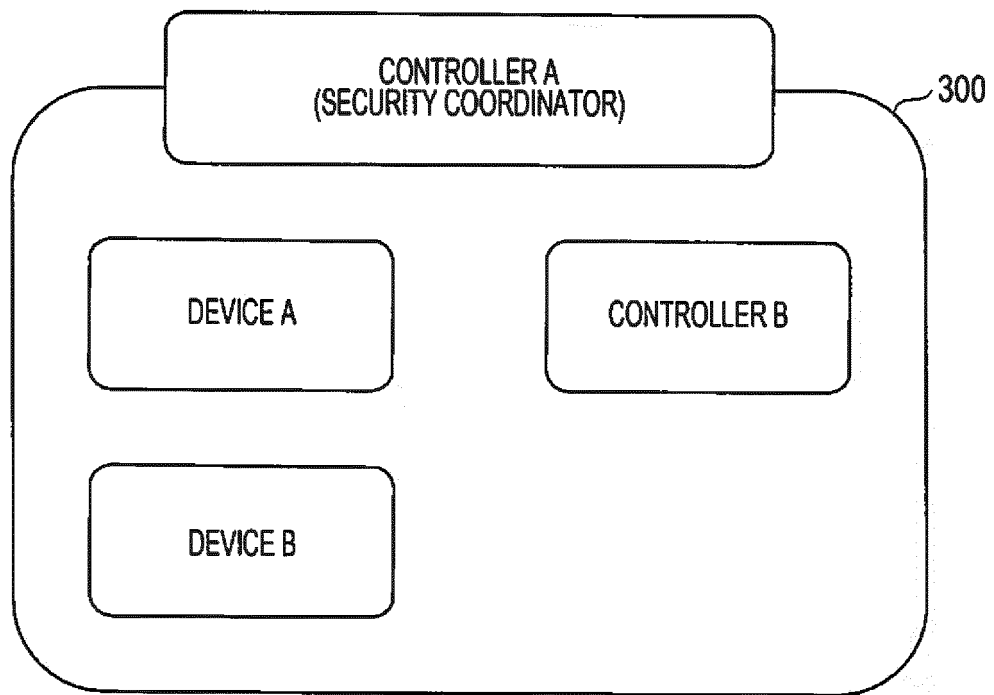 CONTROLLER A
(SECURITY COORDINATOR)
300
DEVICE A
CONTROLLER B
DEVICE B